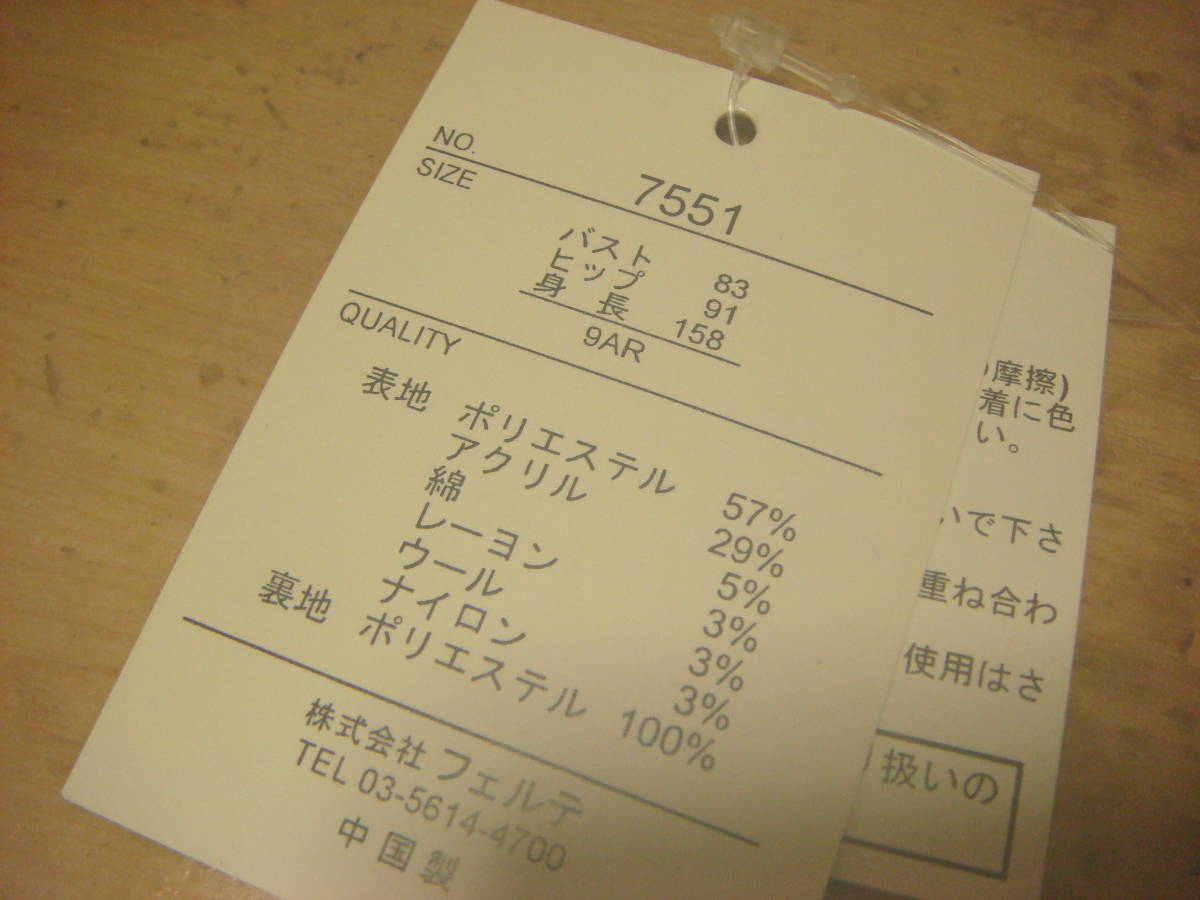 NO. 7551
SIZE
バスト 83
ヒップ 91
身長 158
9AR
QUALITY
表地 ポリエステル 57%
アクリル 29%
綿 5%
レーヨン 3%
ウール 3%
ナイロン 3%
裏地 ポリエステル 100%
株式会社 フェルテ
TEL 03-5614-4700
中国製
摩擦)
着に色
い。
いで下さ
重ね合わ
使用はさ
扱いの